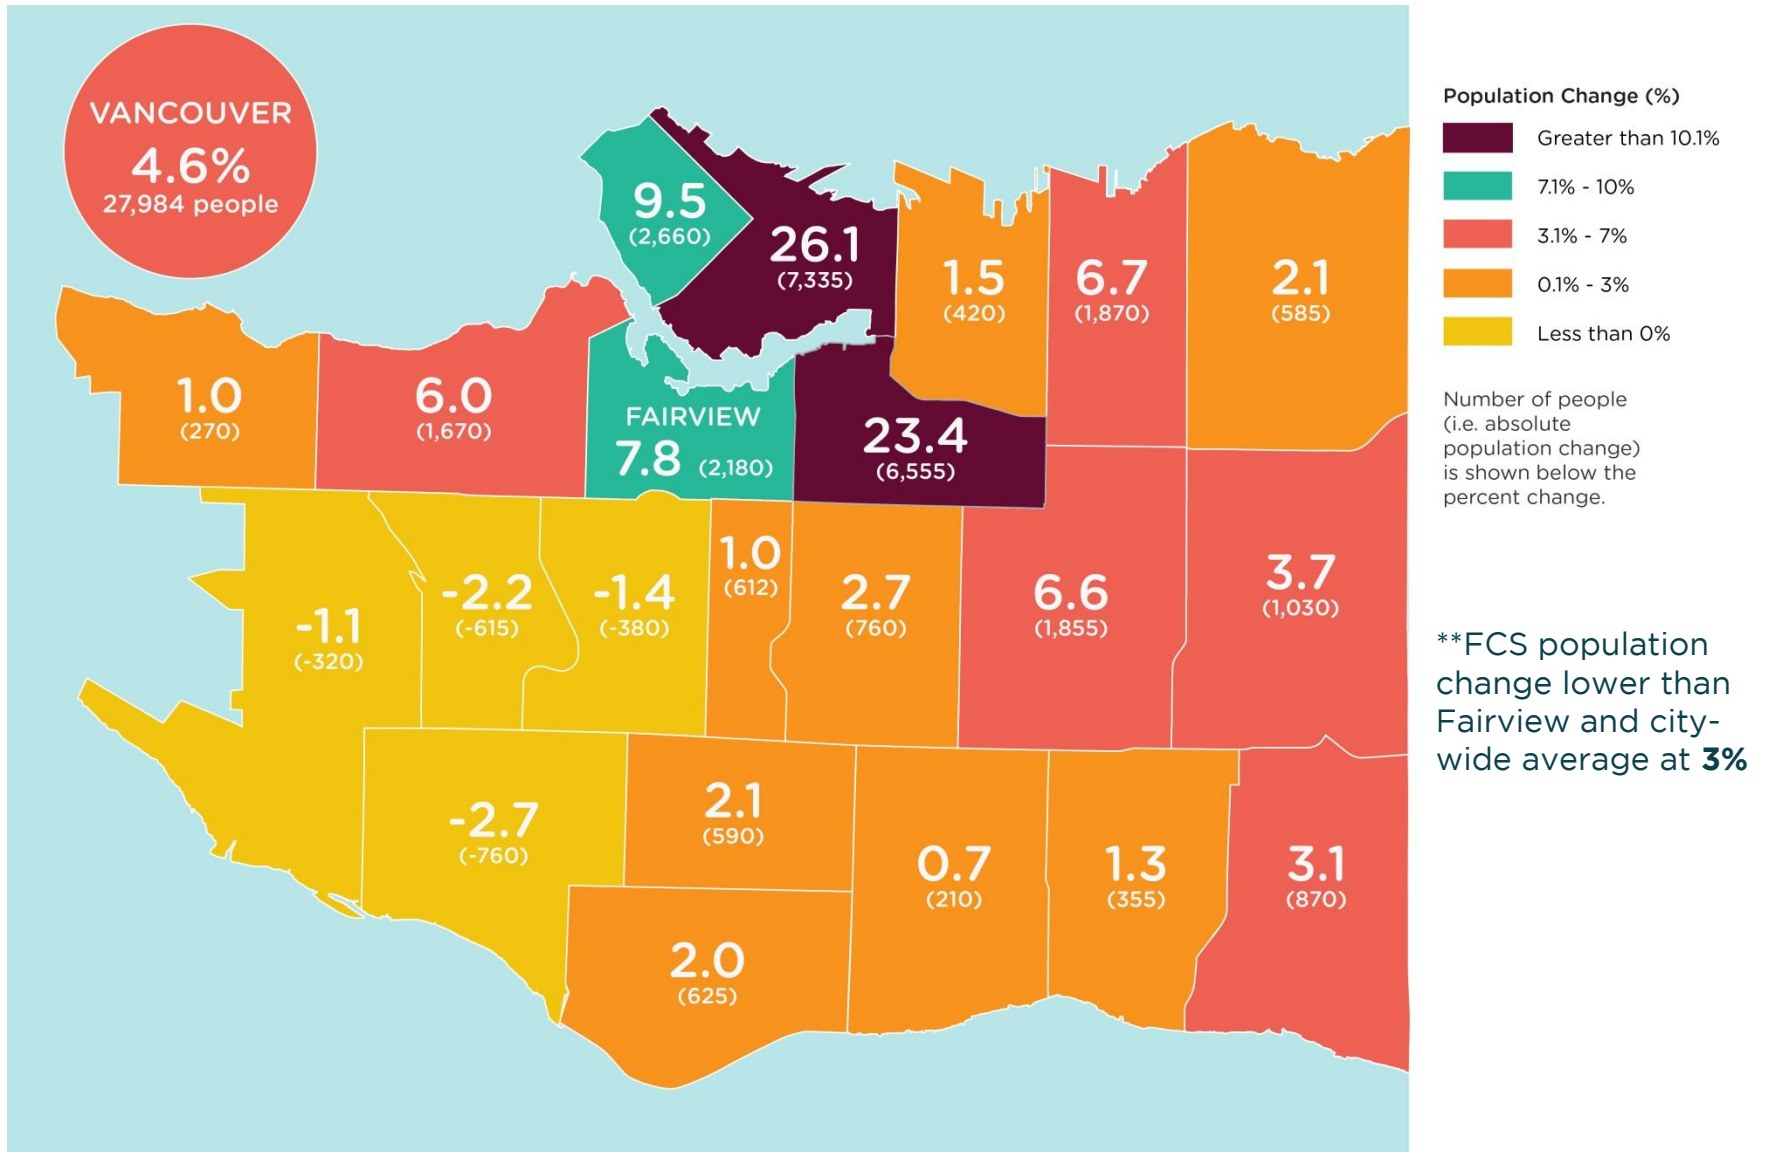 VANCOUVER
4.6%
27,984 people
9.5
(2,660)
26.1
(7,335)
1.5
(420)
6.7
(1,870)
2.1
(585)
1.0
(270)
6.0
(1,670)
FAIRVIEW
7.8 (2,180)
23.4
(6,555)
-1.1
(-320)
-2.2
(-615)
-1.4
(-380)
1.0
(612)
2.7
(760)
6.6
(1,855)
3.7
(1,030)
-2.7
(-760)
2.1
(590)
2.0
(625)
0.7
(210)
1.3
(355)
3.1
(870)
Population Change (%)
Greater than 10.1%
7.1% - 10%
3.1% - 7%
0.1% - 3%
Less than 0%
Number of people
(i.e. absolute
population change)
is shown below the
percent change.
**FCS population
change lower than
Fairview and city-
wide average at 3%